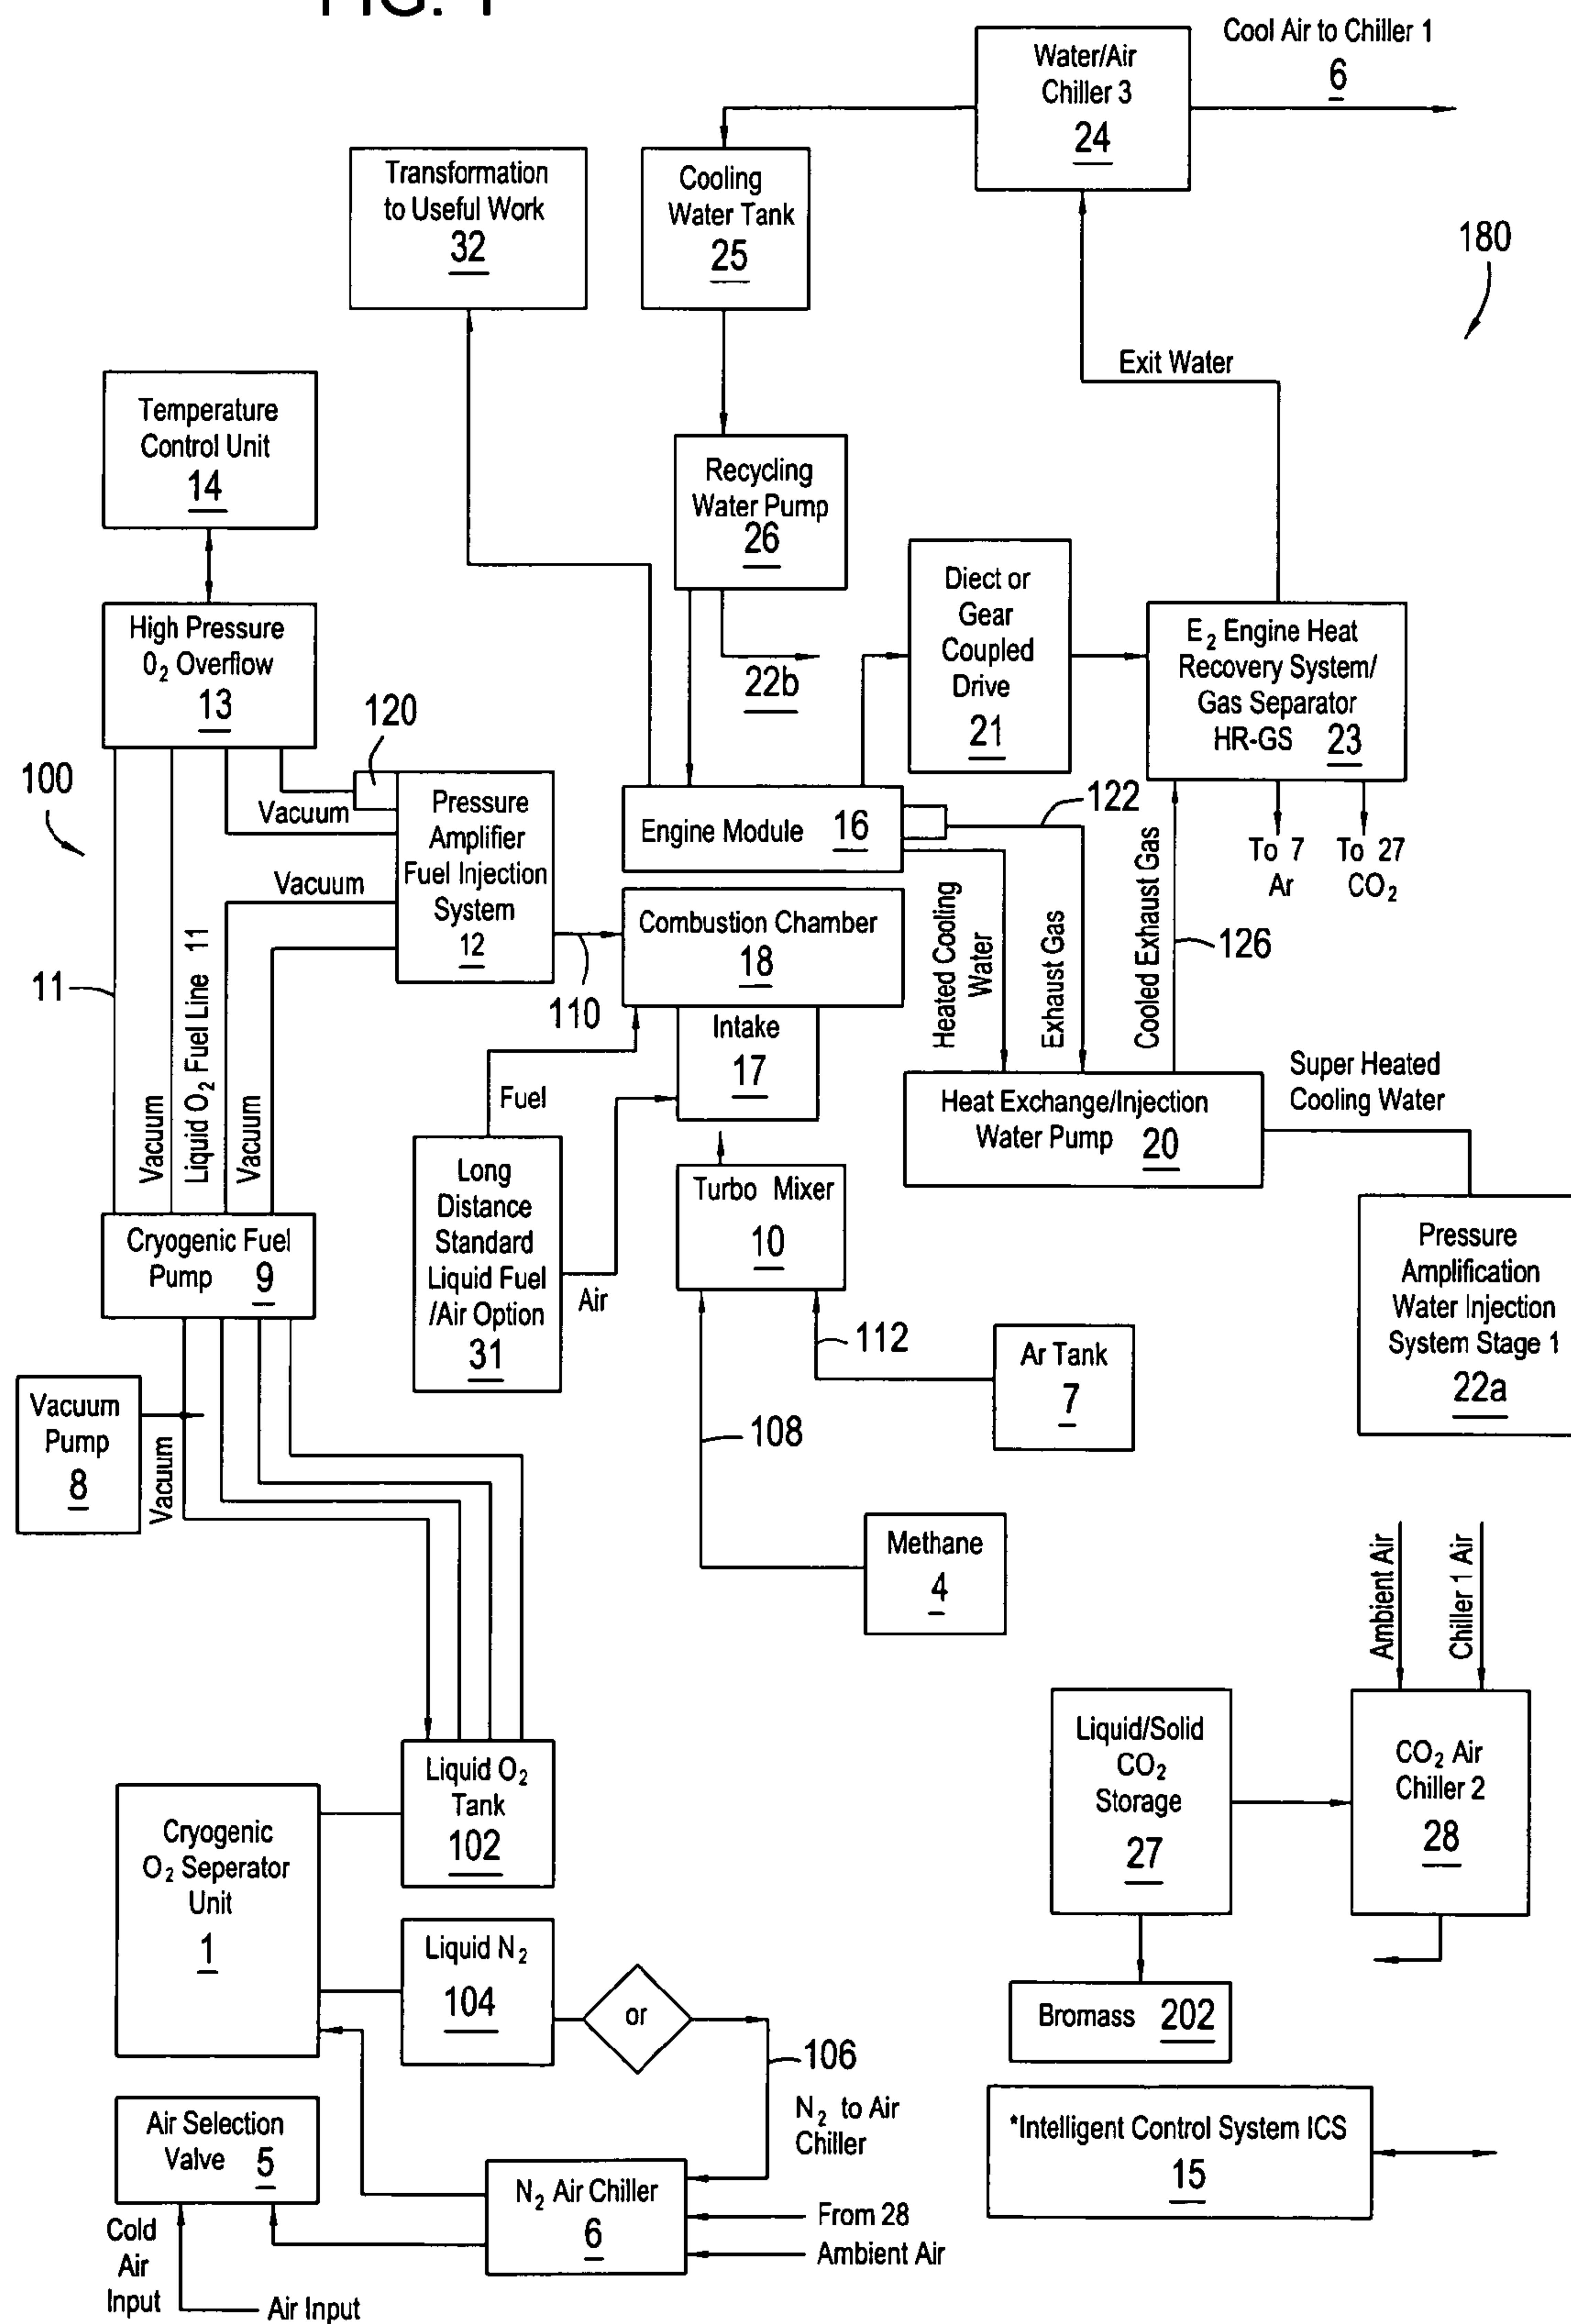 FIG. 1
Cool Air to Chiller 1
6
Water/Air
Chiller 3
24
Transformation
to Useful Work
32
Cooling
Water Tank
25
180
Exit Water
Temperature
Control Unit
14
Recycling
Water Pump
26
22b
Diect or
Gear
Coupled
Drive
21
High Pressure
0₂ Overflow
13
E₂ Engine Heat
Recovery System/
Gas Separator
HR-GS 23
120
100
Vacuum
Pressure
Amplifier
Fuel Injection
System
12
Engine Module 16
122
To 7
Ar
To 27
CO₂
Vacuum
Combustion Chamber
18
110
Heated Cooling
Water
Exhaust Gas
Cooled Exhaust Gas
126
11
Vacuum
Liquid O₂ Fuel Line 11
Vacuum
Intake
17
Fuel
Super Heated
Cooling Water
Heat Exchange/Injection
Water Pump 20
Long
Distance
Standard
Liquid Fuel
/Air Option
31
Air
Turbo Mixer
10
Cryogenic Fuel
Pump 9
Pressure
Amplification
Water Injection
System Stage 1
22a
112
Ar Tank
7
Vacuum
Pump
8
Vacuum
108
Methane
4
Ambient Air
Chiller 1 Air
Liquid O₂
Tank
102
Liquid/Solid
CO₂
Storage
27
CO₂ Air
Chiller 2
28
Cryogenic
O₂ Seperator
Unit
1
Liquid N₂
104
or
106
N₂ to Air
Chiller
Bromass 202
Air Selection
Valve 5
*Intelligent Control System ICS
15
N₂ Air Chiller
6
From 28
Ambient Air
Cold
Air
Input
Air Input